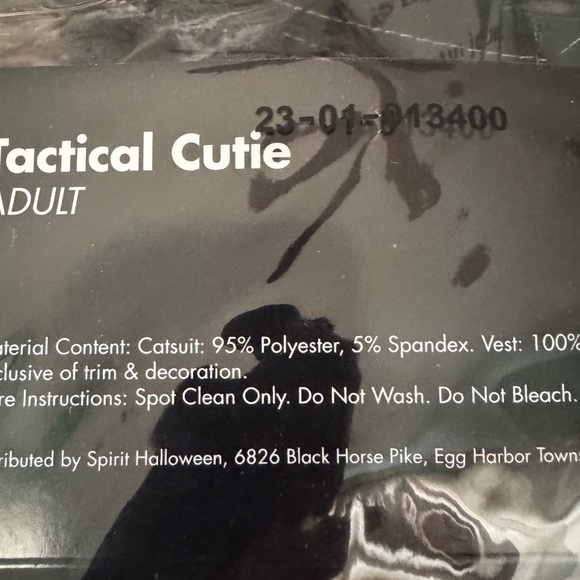 23-01-013400
Tactical Cutie
ADULT
aterial Content: Catsuit: 95% Polyester, 5% Spandex. Vest: 100%
clusive of trim & decoration.
re Instructions: Spot Clean Only. Do Not Wash. Do Not Bleach.
ributed by Spirit Halloween, 6826 Black Horse Pike, Egg Harbor Towns